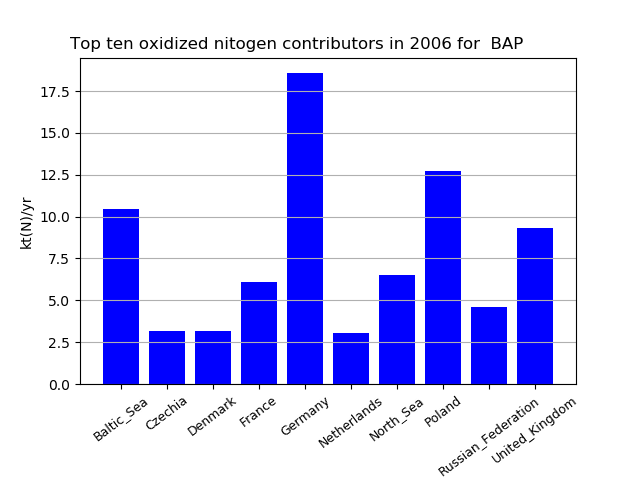 Top ten oxidized nitogen contributors in 2006 for  BAP
kt(N)/yr
17.5
15.0
12.5
10.0
7.5
5.0
2.5
0.0
Baltic_Sea
Czechia
Denmark
France
Germany
Netherlands
North_Sea
Poland
Russian_Federation
United_Kingdom